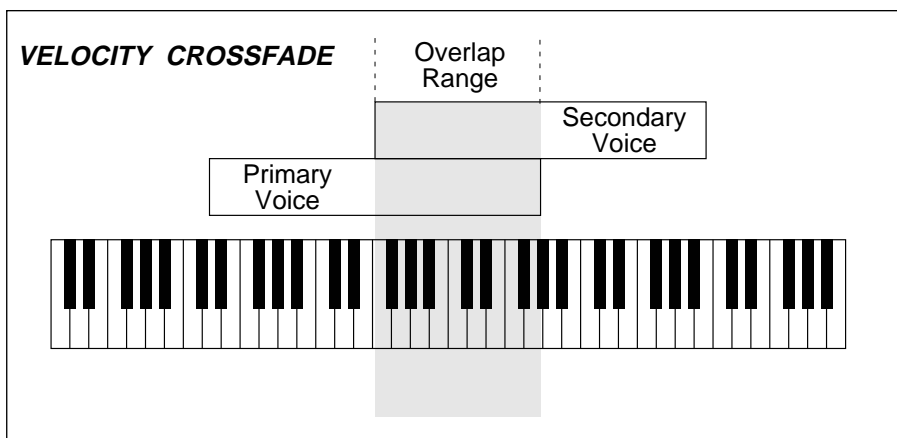 VELOCITY CROSSFADE
Overlap
Range
Secondary
Voice
Primary
Voice